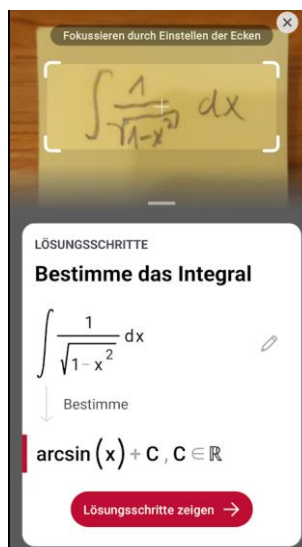 Fokussieren durch Einstellen der Ecken
∫ 1/√(1-x²) dx
LÖSUNGSSCHRITTE
Bestimme das Integral
∫ 1/√(1-x²) dx
Bestimme
arcsin (x) + C , C ∈ ℝ
Lösungsschritte zeigen →